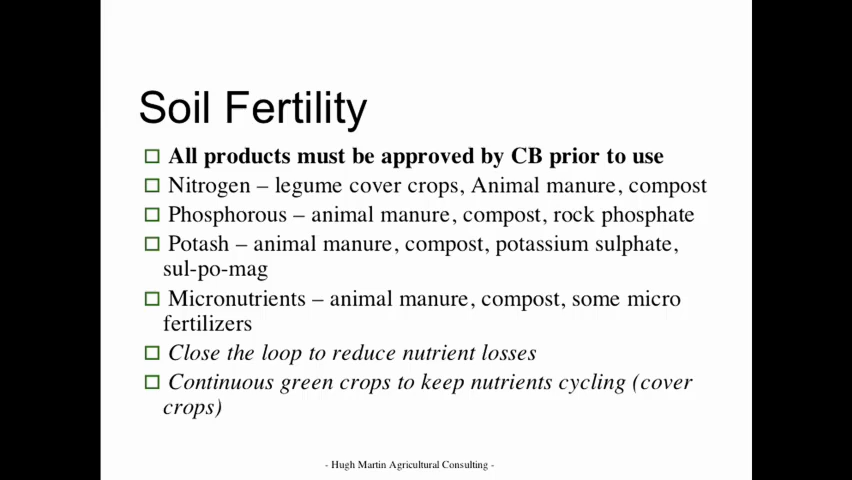 Soil Fertility
All products must be approved by CB prior to use
Nitrogen – legume cover crops, Animal manure, compost
Phosphorous – animal manure, compost, rock phosphate
Potash – animal manure, compost, potassium sulphate,
sul-po-mag
Micronutrients – animal manure, compost, some micro
fertilizers
Close the loop to reduce nutrient losses
Continuous green crops to keep nutrients cycling (cover
crops)
- Hugh Martin Agricultural Consulting -